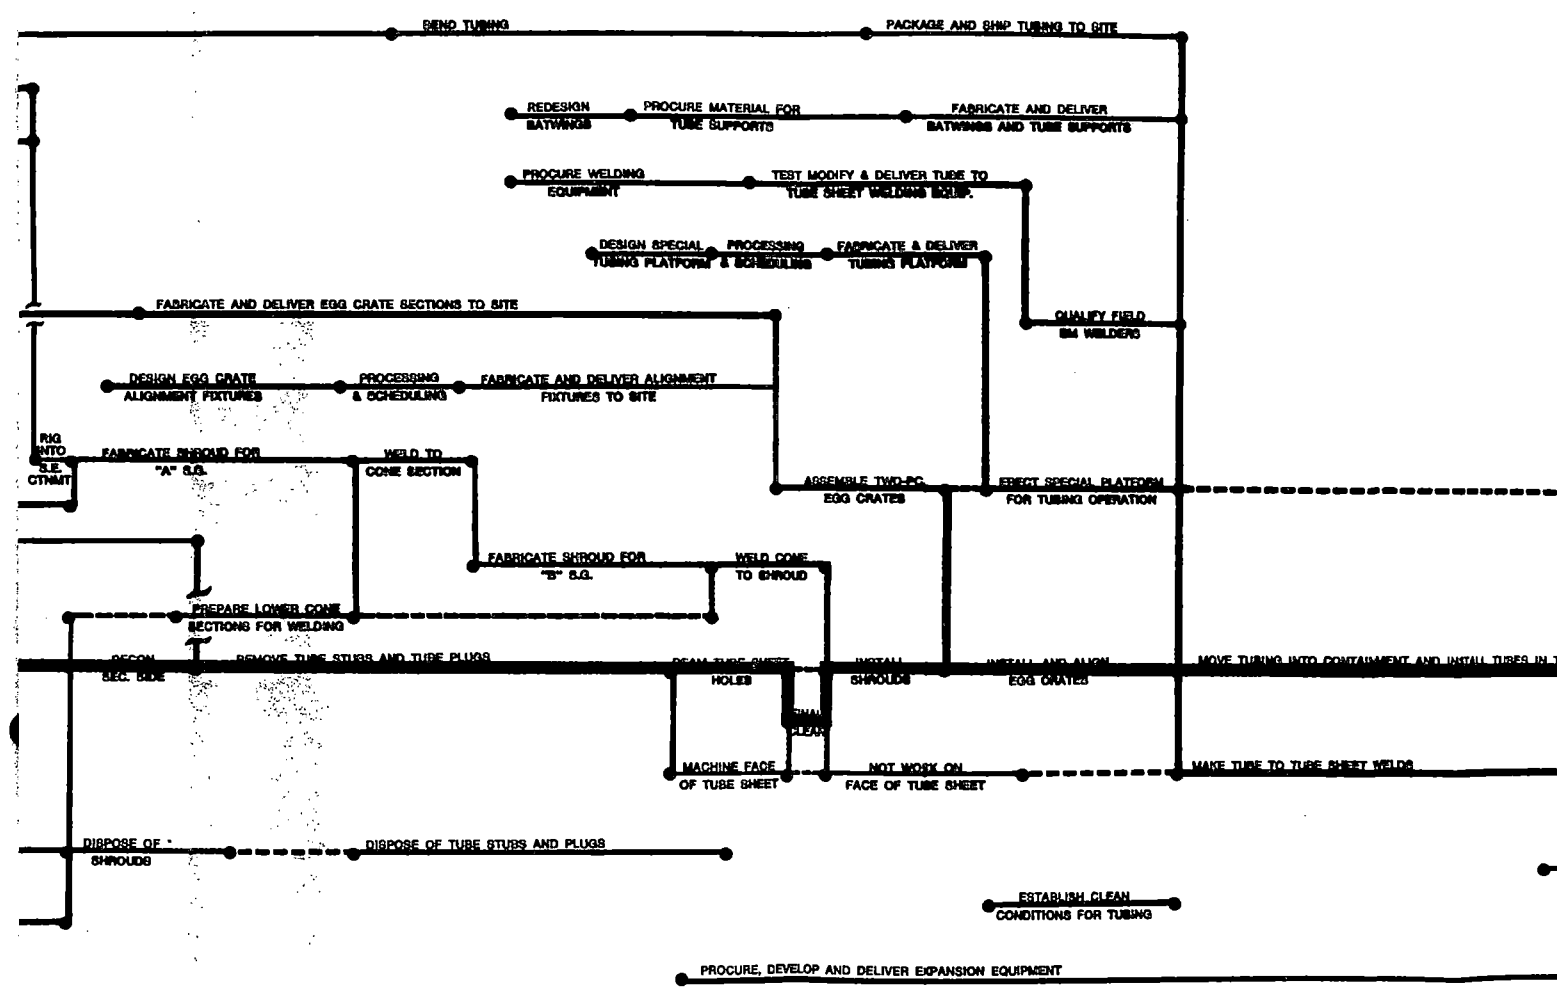 BEND TUBING
PACKAGE AND SHIP TUBING TO SITE
REDESIGN
BATWINGS
PROCURE MATERIAL FOR
TUBE SUPPORTS
FABRICATE AND DELIVER
BATWINGS AND TUBE SUPPORTS
PROCURE WELDING
EQUIPMENT
TEST MODIFY & DELIVER TUBE TO
TUBE SHEET WELDING EQUIP.
DESIGN SPECIAL
TUBING PLATFORM
PROCESSING
& SCHEDULING
FABRICATE & DELIVER
TUBING PLATFORM
FABRICATE AND DELIVER EGG CRATE SECTIONS TO SITE
QUALIFY FIELD
BM WELDERS
DESIGN EGG CRATE
ALIGNMENT FIXTURES
PROCESSING
& SCHEDULING
FABRICATE AND DELIVER ALIGNMENT
FIXTURES TO SITE
RIG
INTO
S.E.
CTNMT
FABRICATE SHROUD FOR
"A" S.G.
WELD TO
CONE SECTION
ASSEMBLE TWO-PC.
EGG CRATES
ERECT SPECIAL PLATFORM
FOR TUBING OPERATION
FABRICATE SHROUD FOR
"B" S.G.
WELD CONE
TO SHROUD
PREPARE LOWER CONE
SECTIONS FOR WELDING
DECON
SEC. SIDE
REMOVE TUBE STUBS AND TUBE PLUGS
REAM TUBE SHEET
HOLES
FINAL
CLEAN
INSTALL
SHROUDS
INSTALL AND ALIGN
EGG CRATES
MOVE TUBING INTO CONTAINMENT AND INSTALL TUBES IN T
MACHINE FACE
OF TUBE SHEET
NOT WORK ON
FACE OF TUBE SHEET
MAKE TUBE TO TUBE SHEET WELDS
DISPOSE OF
SHROUDS
DISPOSE OF TUBE STUBS AND PLUGS
ESTABLISH CLEAN
CONDITIONS FOR TUBING
PROCURE, DEVELOP AND DELIVER EXPANSION EQUIPMENT